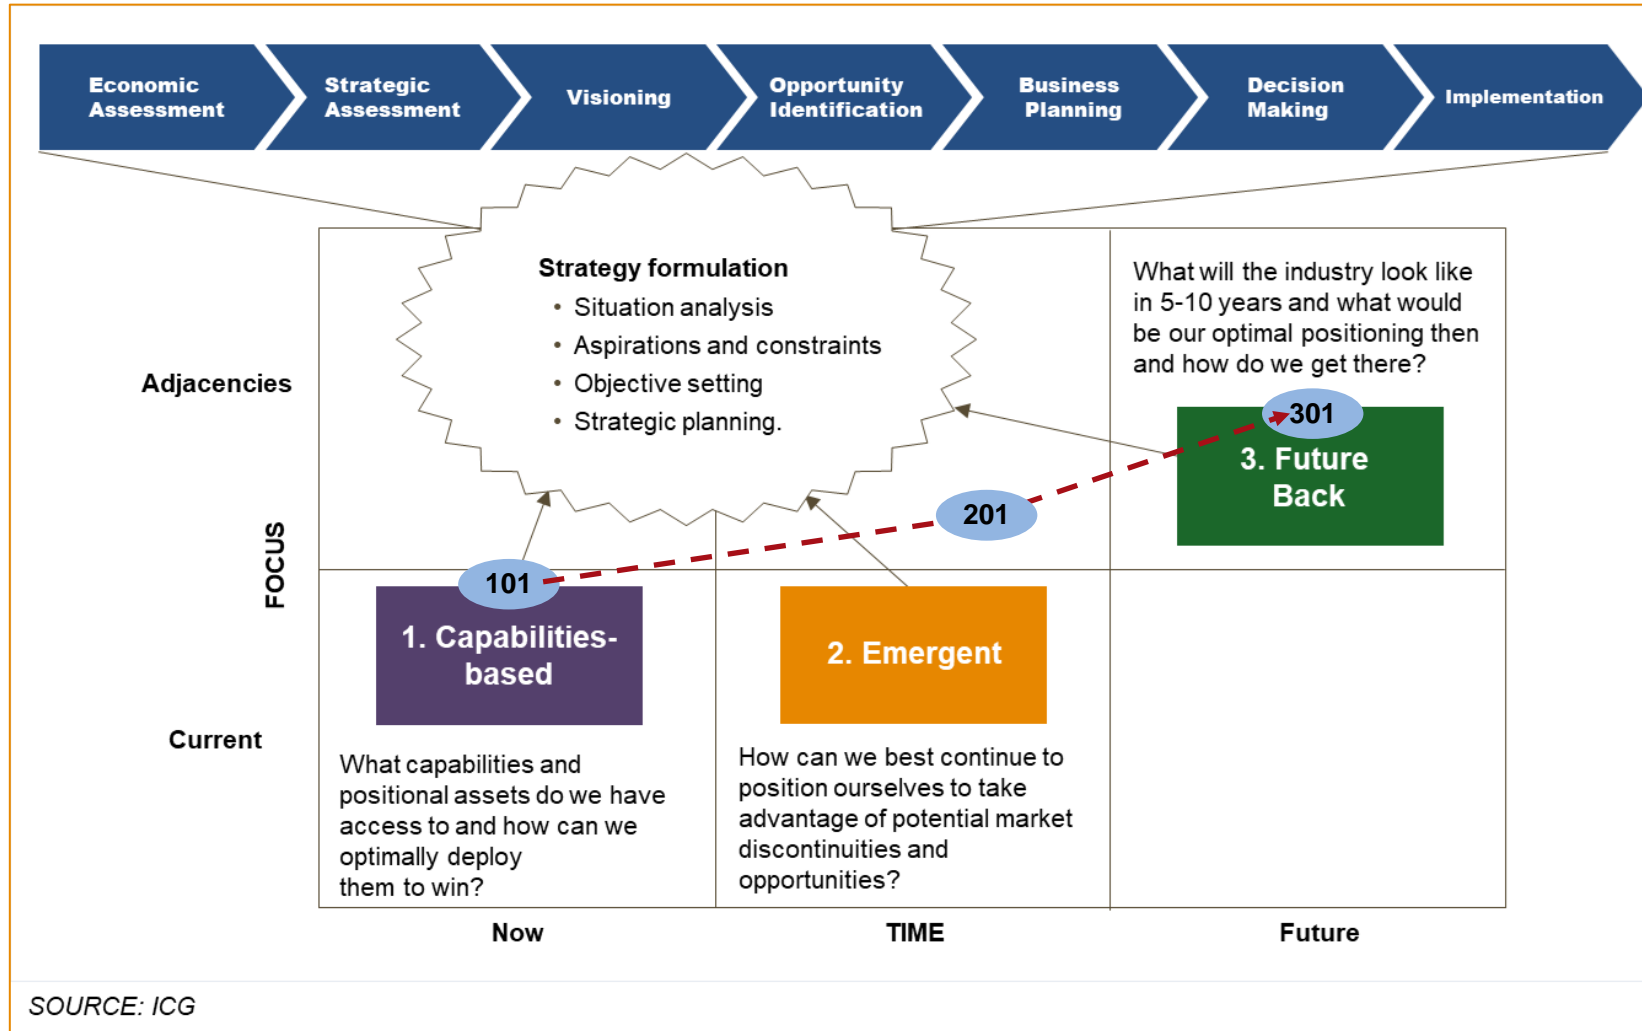 Economic
Assessment
Strategic
Assessment
Visioning
Opportunity
Identification
Business
Planning
Decision
Making
Implementation
Strategy formulation
• Situation analysis
• Aspirations and constraints
• Objective setting
• Strategic planning.
What will the industry look like
in 5-10 years and what would
be our optimal positioning then
and how do we get there?
Adjacencies
301
3. Future
Back
201
FOCUS
101
1. Capabilities-
based
2. Emergent
Current
What capabilities and
positional assets do we have
access to and how can we
optimally deploy
them to win?
How can we best continue to
position ourselves to take
advantage of potential market
discontinuities and
opportunities?
Now
TIME
Future
SOURCE: ICG